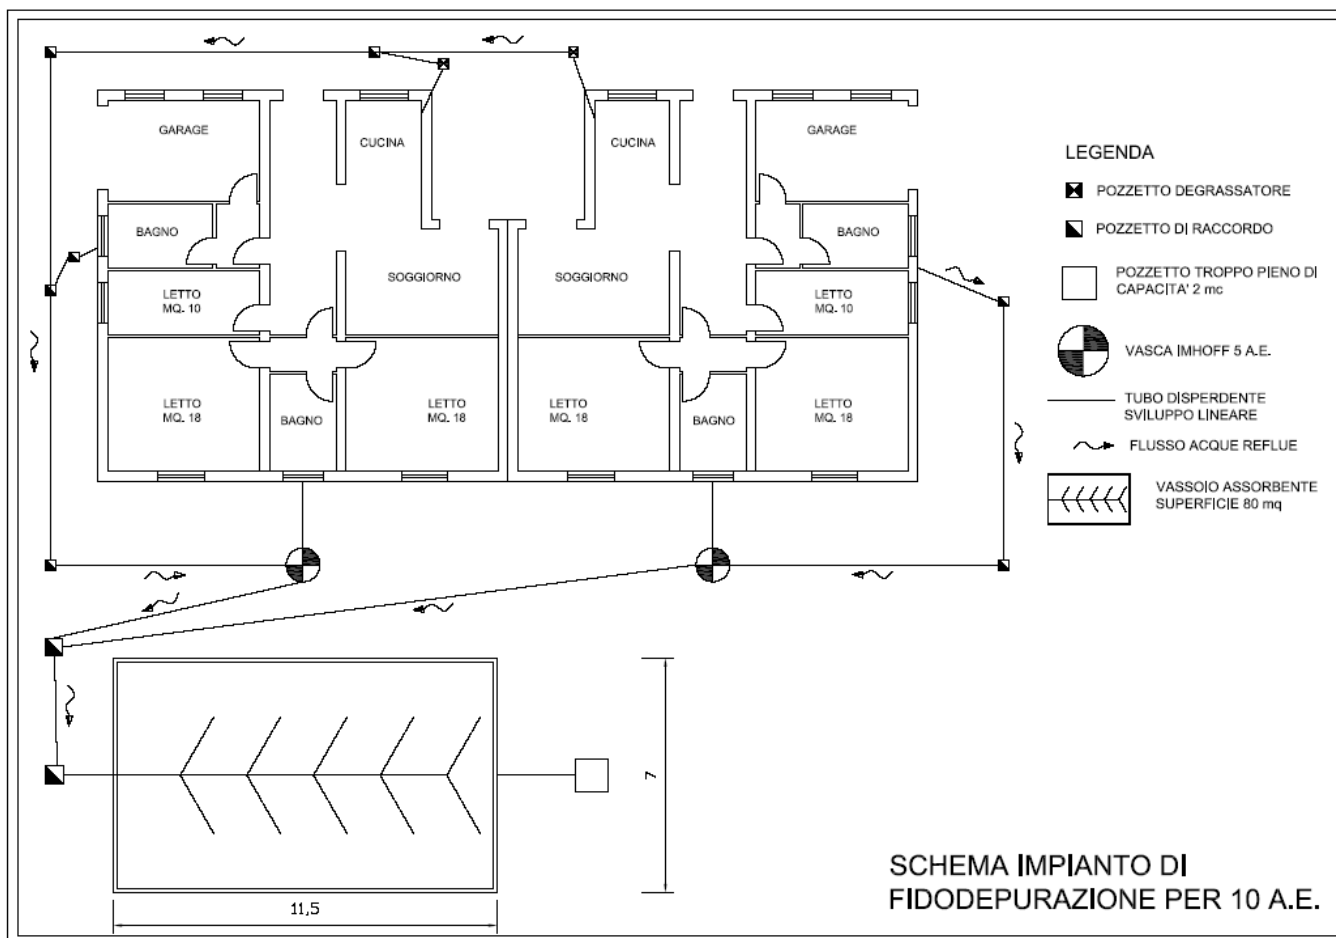 GARAGE
CUCINA
CUCINA
GARAGE
BAGNO
BAGNO
SOGGIORNO
SOGGIORNO
LETTO
MQ. 10
LETTO
MQ. 10
LETTO
MQ. 18
BAGNO
LETTO
MQ. 18
LETTO
MQ. 18
BAGNO
LETTO
MQ. 18
LEGENDA
POZZETTO DEGRASSATORE
POZZETTO DI RACCORDO
POZZETTO TROPPO PIENO DI
CAPACITA' 2 mc
VASCA IMHOFF 5 A.E.
TUBO DISPERDENTE
SVILUPPO LINEARE
FLUSSO ACQUE REFLUE
VASSOIO ASSORBENTE
SUPERFICIE 80 mq
7
11,5
SCHEMA IMPIANTO DI
FIDODEPURAZIONE PER 10 A.E.